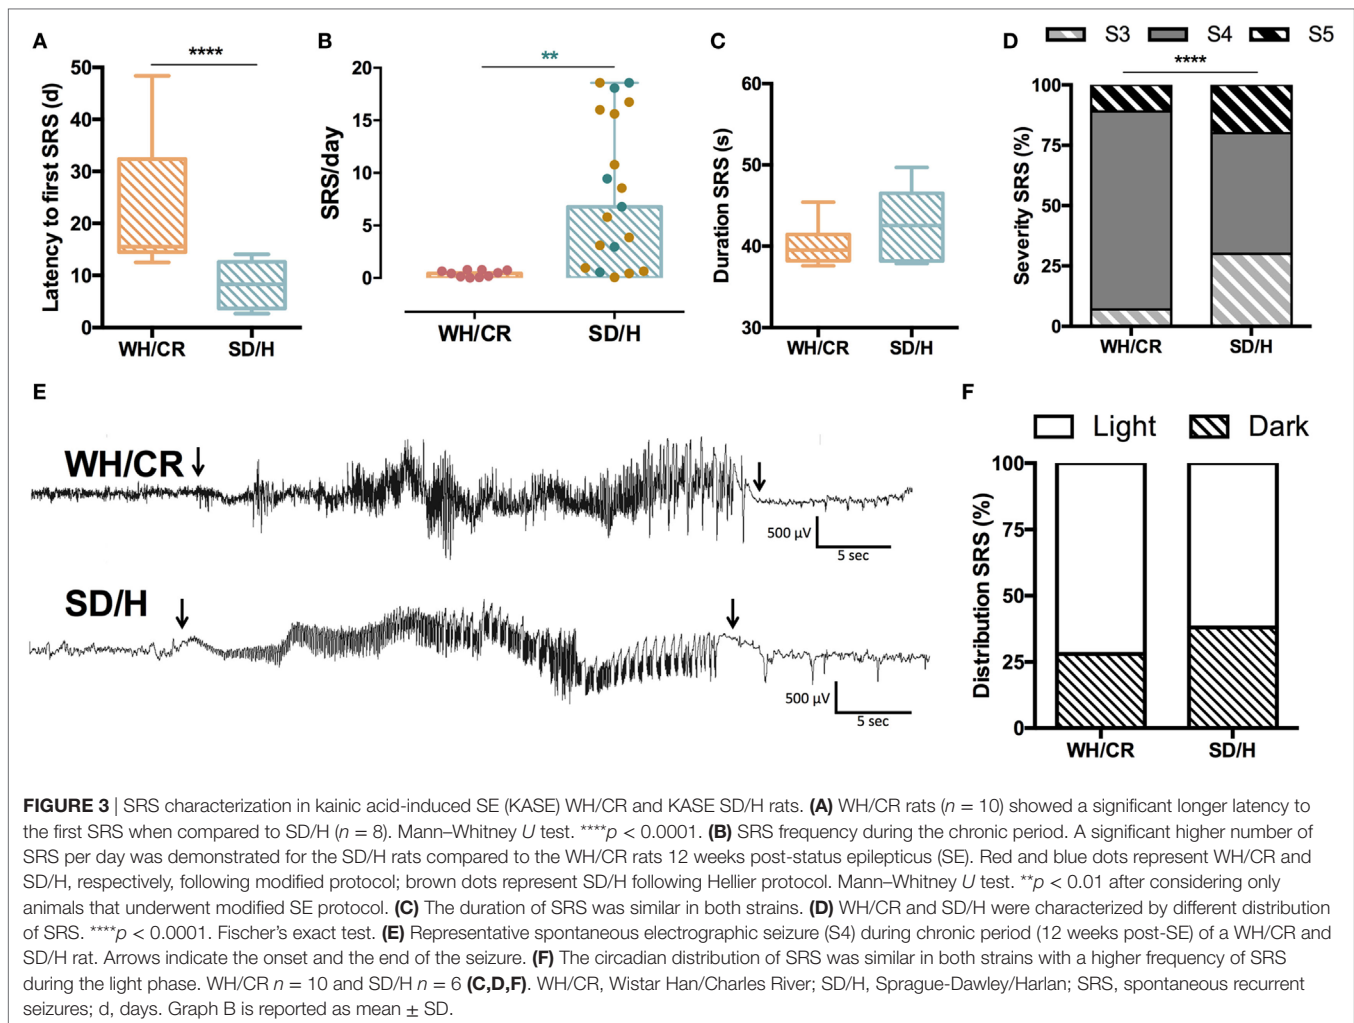 A
****
Latency to first SRS (d)
50
40
30
20
10
0
WH/CR
SD/H
B
**
SRS/day
20
15
10
5
0
WH/CR
SD/H
C
Duration SRS (s)
60
50
40
30
WH/CR
SD/H
D
S3
S4
S5
****
Severity SRS (%)
100
75
50
25
0
WH/CR
SD/H
E
WH/CR
500 µV
5 sec
SD/H
500 µV
5 sec
F
Light
Dark
Distribution SRS (%)
100
75
50
25
0
WH/CR
SD/H
FIGURE 3 | SRS characterization in kainic acid-induced SE (KASE) WH/CR and KASE SD/H rats. (A) WH/CR rats (n = 10) showed a significant longer latency to
the first SRS when compared to SD/H (n = 8). Mann–Whitney U test. ****p < 0.0001. (B) SRS frequency during the chronic period. A significant higher number of
SRS per day was demonstrated for the SD/H rats compared to the WH/CR rats 12 weeks post-status epilepticus (SE). Red and blue dots represent WH/CR and
SD/H, respectively, following modified protocol; brown dots represent SD/H following Hellier protocol. Mann–Whitney U test. **p < 0.01 after considering only
animals that underwent modified SE protocol. (C) The duration of SRS was similar in both strains. (D) WH/CR and SD/H were characterized by different distribution
of SRS. ****p < 0.0001. Fischer's exact test. (E) Representative spontaneous electrographic seizure (S4) during chronic period (12 weeks post-SE) of a WH/CR and
SD/H rat. Arrows indicate the onset and the end of the seizure. (F) The circadian distribution of SRS was similar in both strains with a higher frequency of SRS
during the light phase. WH/CR n = 10 and SD/H n = 6 (C,D,F). WH/CR, Wistar Han/Charles River; SD/H, Sprague-Dawley/Harlan; SRS, spontaneous recurrent
seizures; d, days. Graph B is reported as mean ± SD.